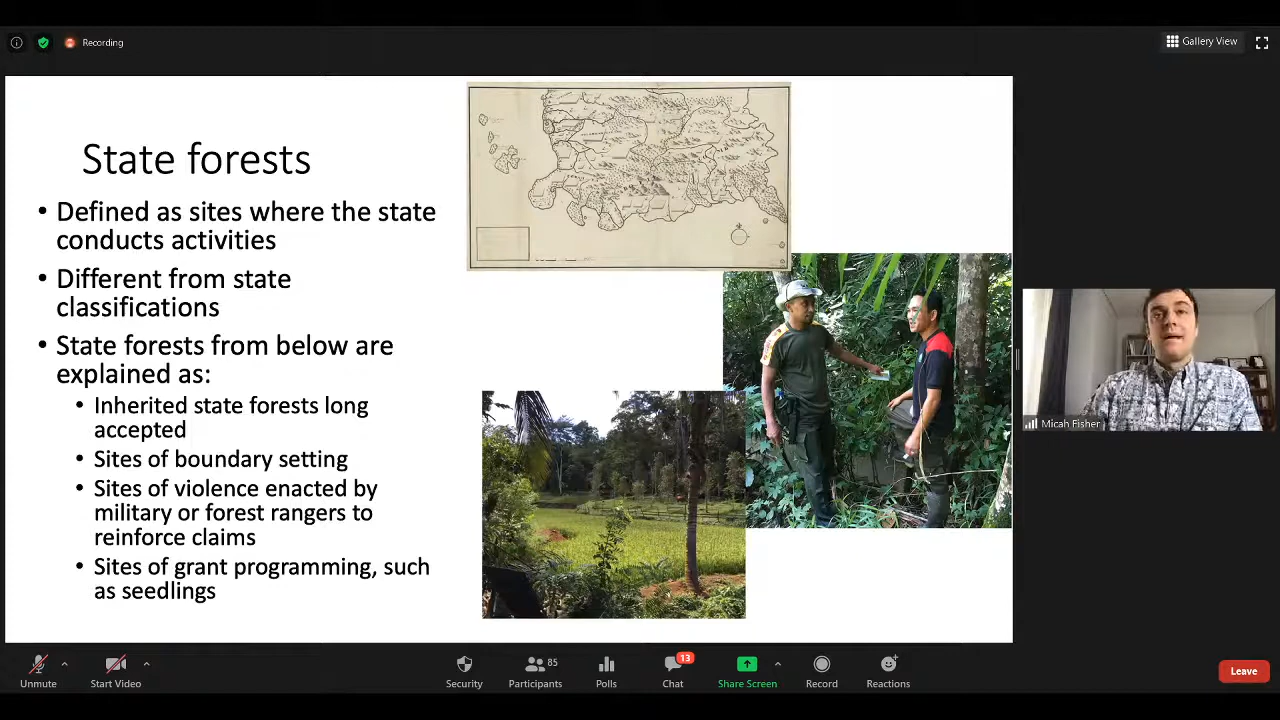 Recording
Gallery View
State forests
• Defined as sites where the state
conducts activities
• Different from state
classifications
• State forests from below are
explained as:
• Inherited state forests long
accepted
• Sites of boundary setting
• Sites of violence enacted by
military or forest rangers to
reinforce claims
• Sites of grant programming, such
as seedlings
Micah Fisher
Unmute
Start Video
Security
85
Participants
Polls
13
Chat
Share Screen
Record
Reactions
Leave